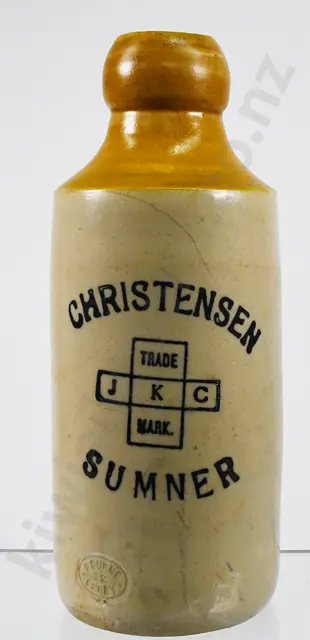 CHRISTENSEN
TRADE
J K C
MARK.
SUMNER